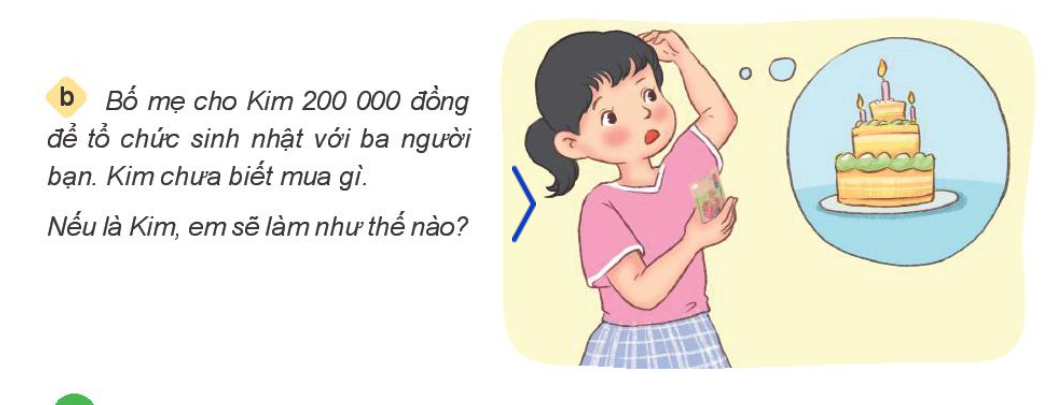 b Bố mẹ cho Kim 200 000 đồng
để tổ chức sinh nhật với ba người
bạn. Kim chưa biết mua gì.
Nếu là Kim, em sẽ làm như thế nào?